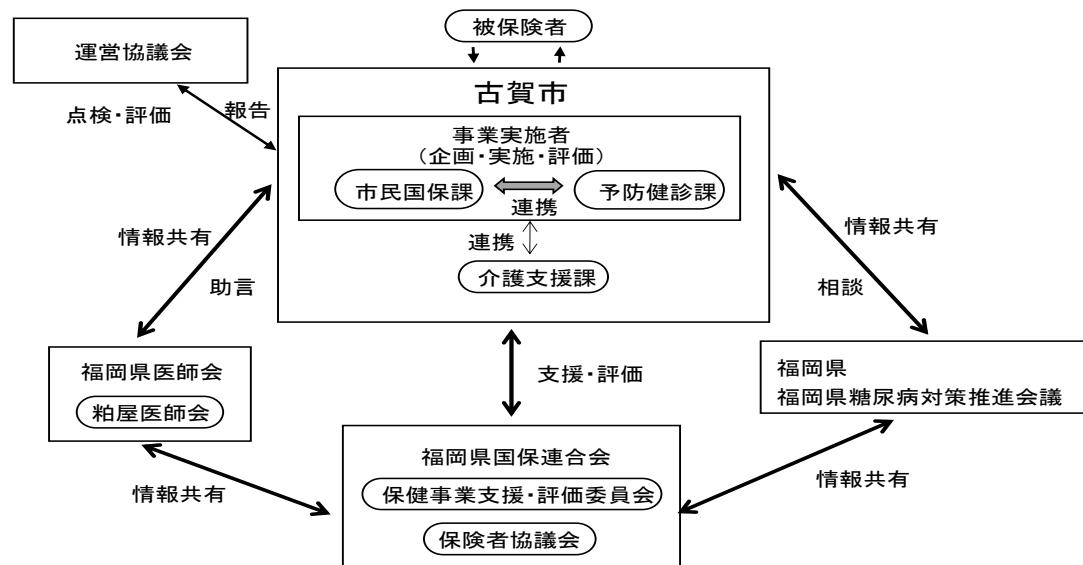 被保険者
運営協議会
古賀市
点検・評価
報告
事業実施者
（企画・実施・評価）
市民国保課
予防健診課
連携
連携
介護支援課
情報共有
助言
情報共有
相談
福岡県医師会
粕屋医師会
支援・評価
福岡県
福岡県糖尿病対策推進会議
福岡県国保連合会
保健事業支援・評価委員会
保険者協議会
情報共有
情報共有